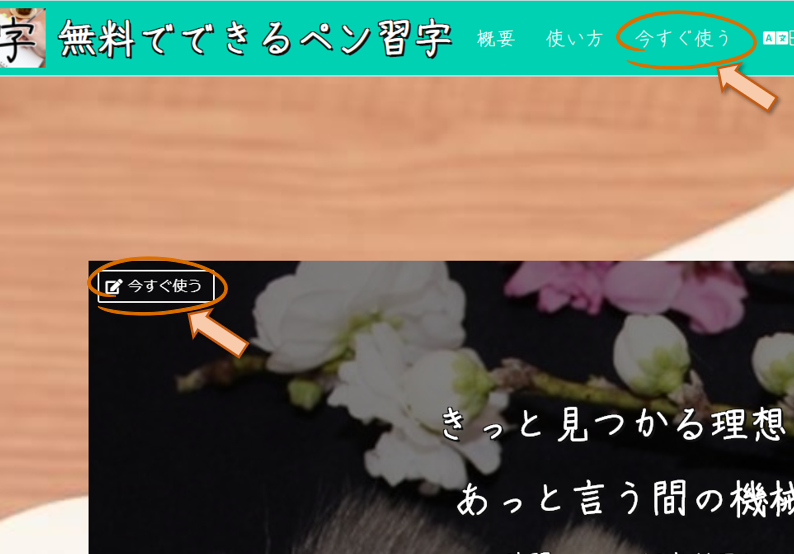 字 無料でできるペン習字 概要 使い方 今すぐ使う
今すぐ使う
きっと見つかる理想
あっと言う間の機械